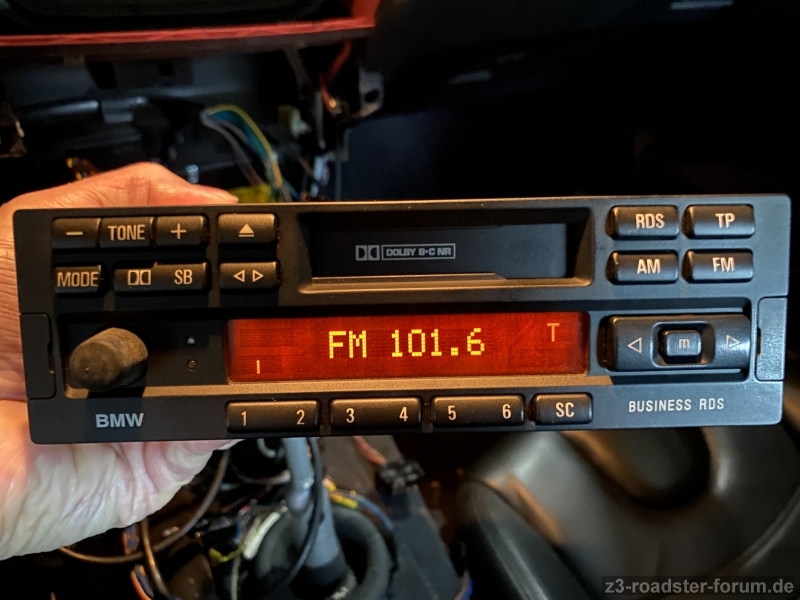 − TONE + RDS TP
DOLBY B·C NR
MODE SB AM FM
FM 101.6 T
I
m
BMW 1 2 3 4 5 6 SC BUSINESS RDS
z3-roadster-forum.de